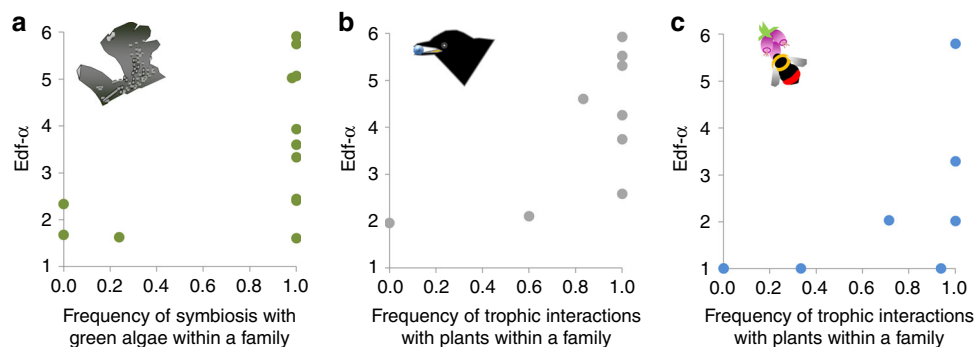 a
Edf-α
6
5
4
3
2
1
0.0 0.2 0.4 0.6 0.8 1.0
Frequency of symbiosis with
green algae within a family
b
Edf-α
6
5
4
3
2
1
0.0 0.2 0.4 0.6 0.8 1.0
Frequency of trophic interactions
with plants within a family
c
Edf-α
6
5
4
3
2
1
0.0 0.2 0.4 0.6 0.8 1.0
Frequency of trophic interactions
with plants within a family